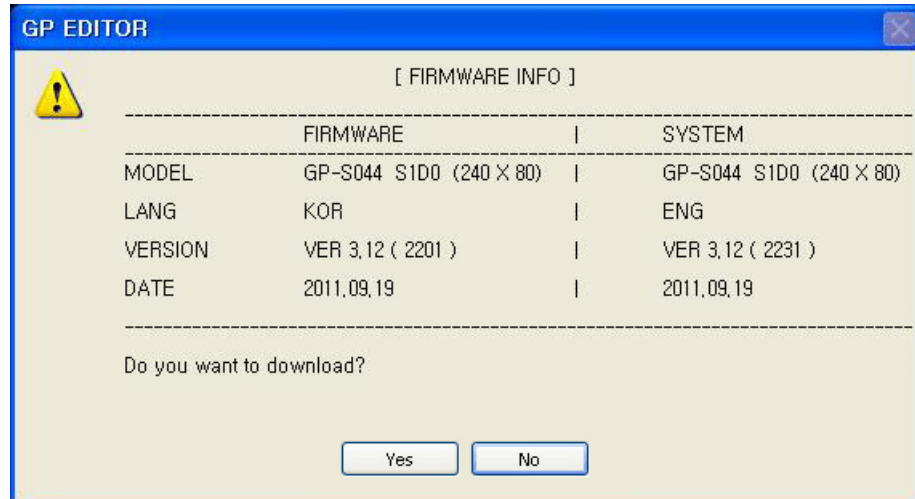 GP EDITOR
[ FIRMWARE INFO ]
FIRMWARE | SYSTEM
MODEL GP-S044 S1D0 (240 X 80) | GP-S044 S1D0 (240 X 80)
LANG KOR | ENG
VERSION VER 3,12 ( 2201 ) | VER 3,12 ( 2231 )
DATE 2011,09,19 | 2011,09,19
Do you want to download?
Yes No